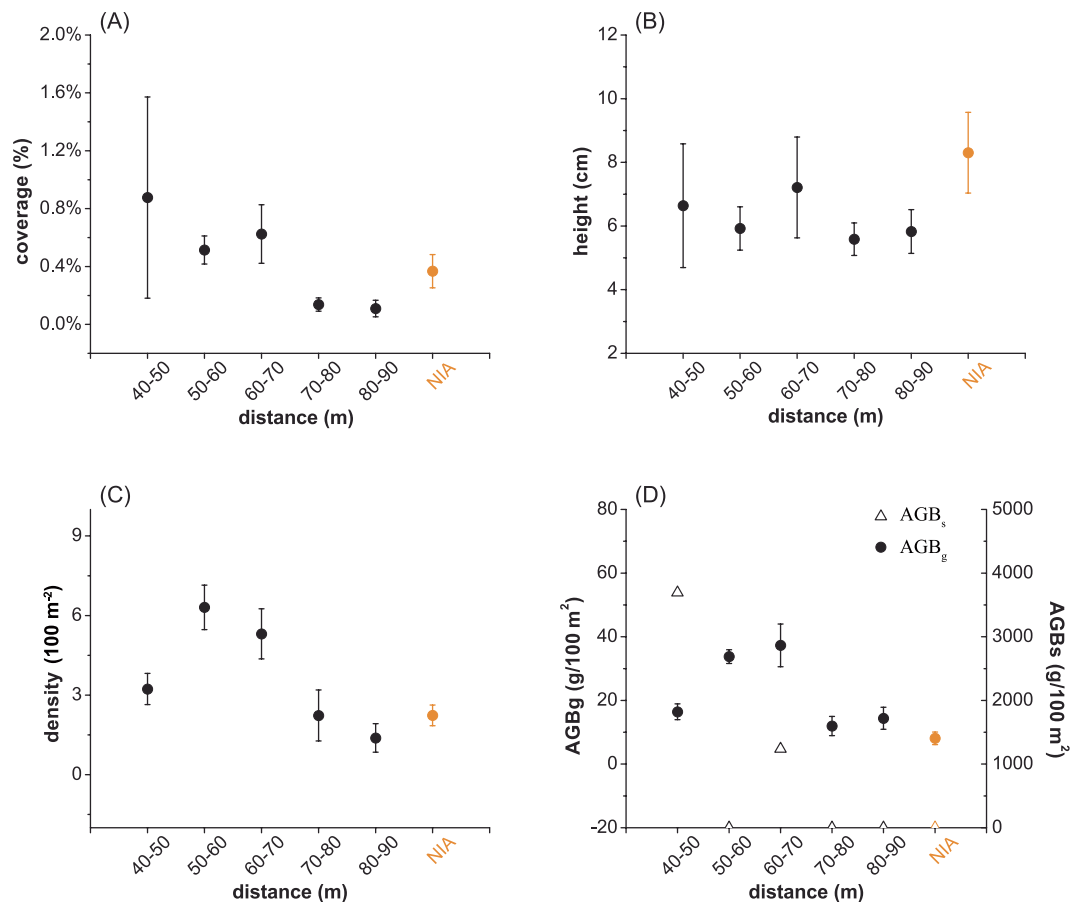 (A)
2.0%
1.6%
1.2%
0.8%
0.4%
0.0%
coverage (%)
40-50
50-60
60-70
70-80
80-90
NIA
distance (m)
(B)
12
10
8
6
4
2
height (cm)
40-50
50-60
60-70
70-80
80-90
NIA
distance (m)
(C)
9
6
3
0
density (100 m⁻²)
40-50
50-60
60-70
70-80
80-90
NIA
distance (m)
(D)
80
60
40
20
0
-20
AGBg (g/100 m²)
AGBₛ
AGB_g
5000
4000
3000
2000
1000
0
AGBs (g/100 m²)
40-50
50-60
60-70
70-80
80-90
NIA
distance (m)